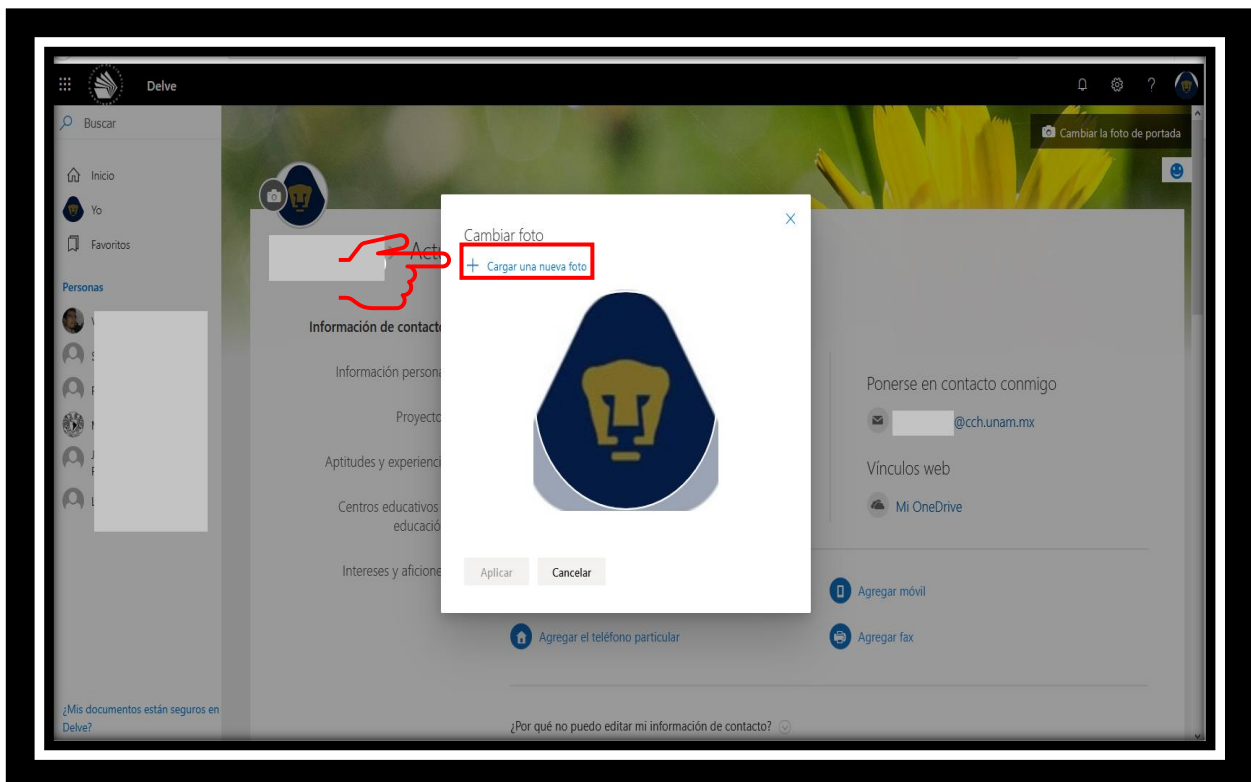 Delve
Buscar
Cambiar la foto de portada
Inicio
Yo
Favoritos
Personas
Cambiar foto
+ Cargar una nueva foto
Información de contacto
Información persona
Proyecto
Aptitudes y experienci
Centros educativos
educació
Intereses y aficione
Aplicar
Cancelar
Ponerse en contacto conmigo
@cch.unam.mx
Vínculos web
Mi OneDrive
Agregar móvil
Agregar el teléfono particular
Agregar fax
¿Mis documentos están seguros en
Delve?
¿Por qué no puedo editar mi información de contacto?